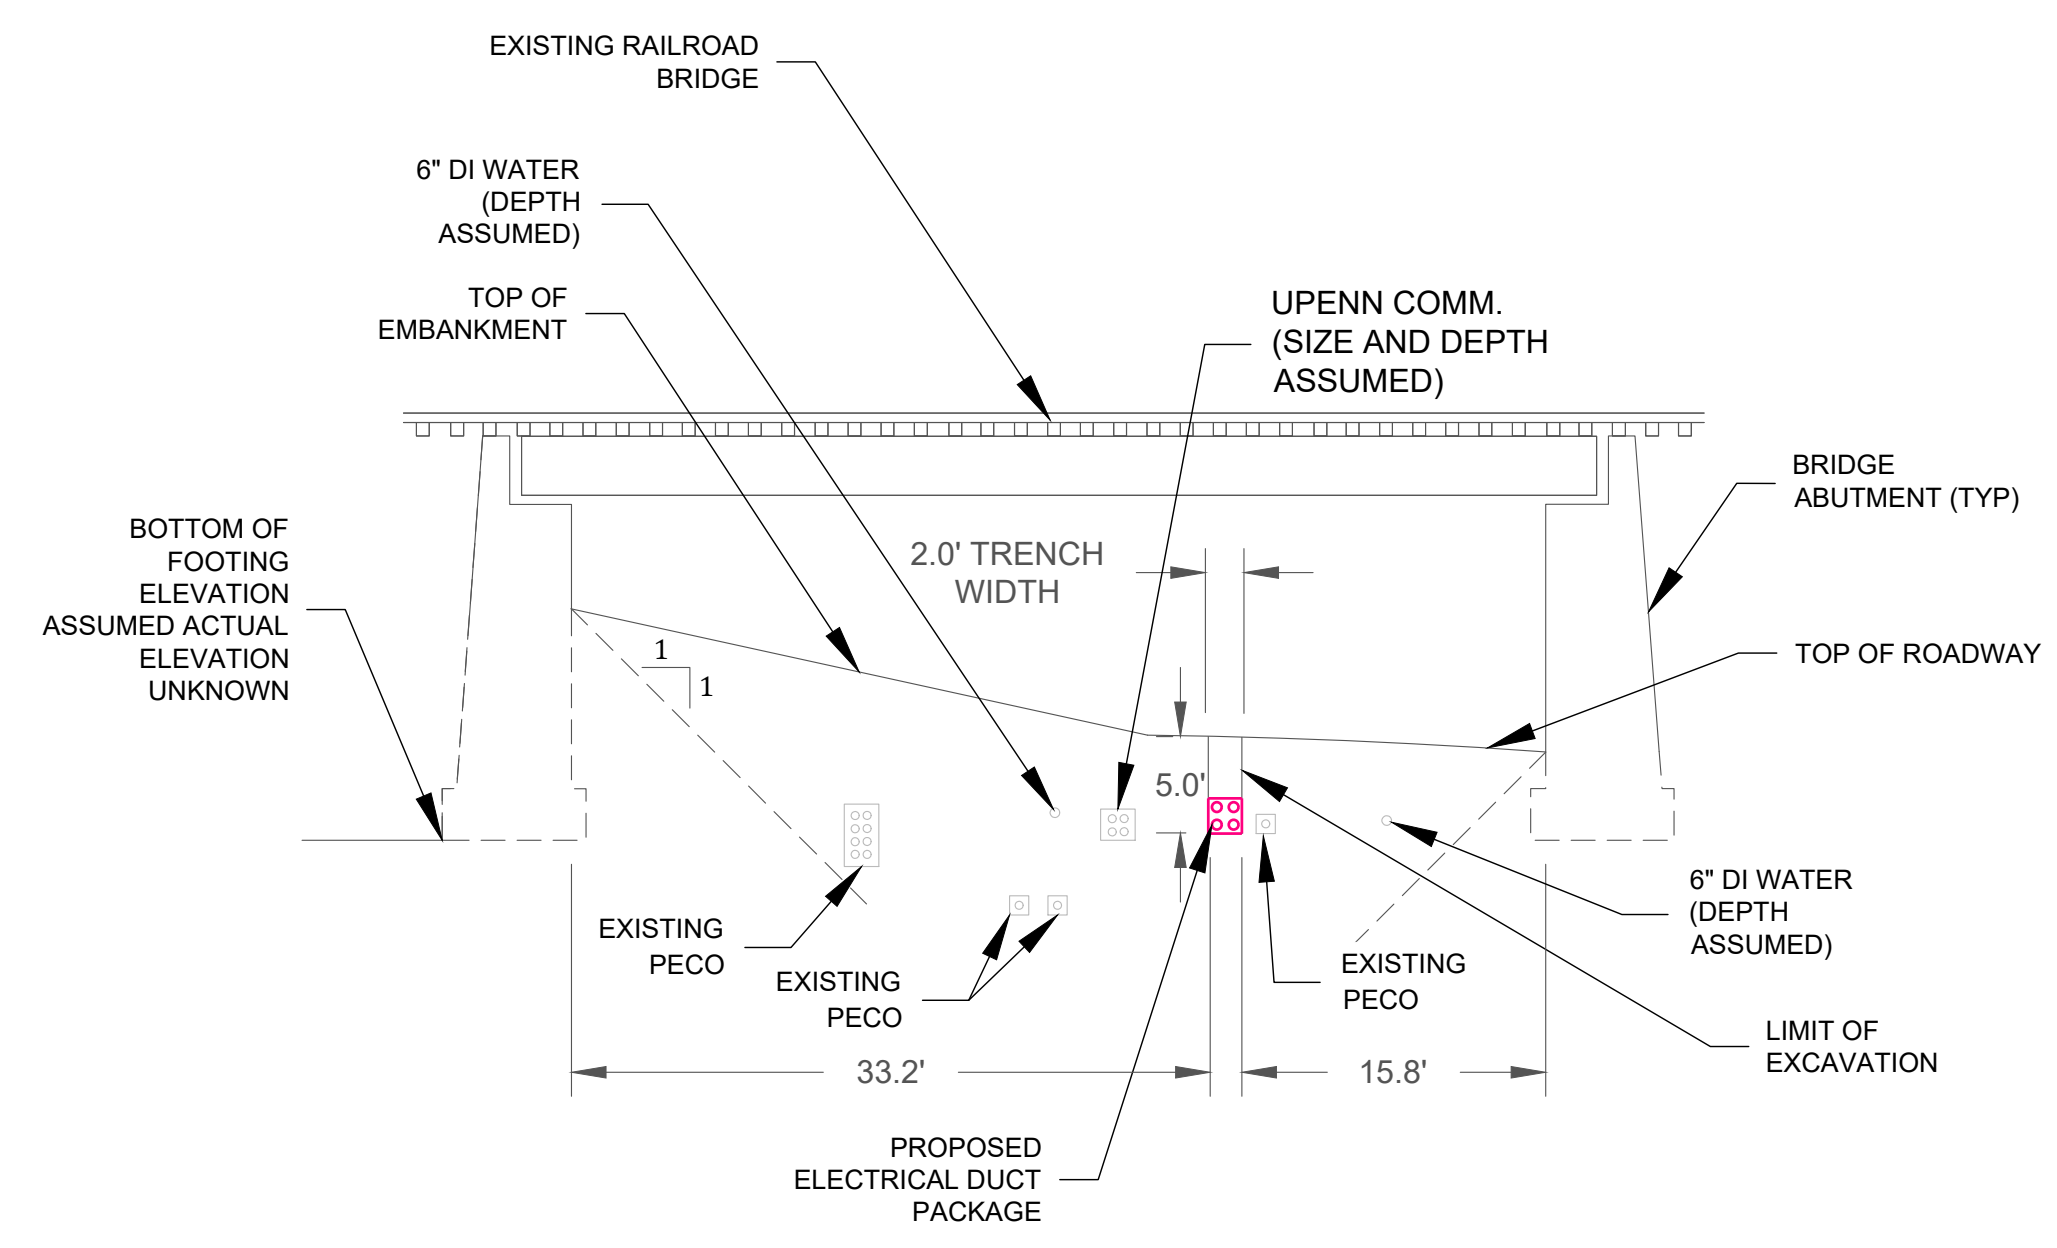 EXISTING RAILROAD
BRIDGE
6" DI WATER
(DEPTH
ASSUMED)
TOP OF
EMBANKMENT
UPENN COMM.
(SIZE AND DEPTH
ASSUMED)
BRIDGE
ABUTMENT (TYP)
BOTTOM OF
FOOTING
ELEVATION
ASSUMED ACTUAL
ELEVATION
UNKNOWN
2.0' TRENCH
WIDTH
1
1
TOP OF ROADWAY
5.0'
6" DI WATER
(DEPTH
ASSUMED)
EXISTING
PECO
EXISTING
PECO
EXISTING
PECO
LIMIT OF
EXCAVATION
33.2'
15.8'
PROPOSED
ELECTRICAL DUCT
PACKAGE